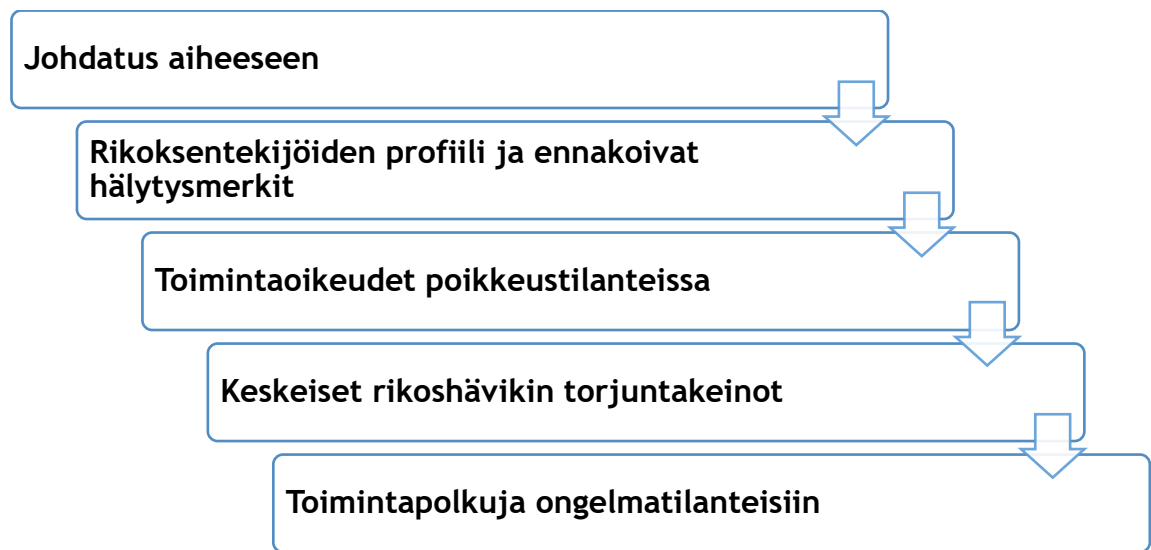 Johdatus aiheeseen
Rikoksentekijöiden profiili ja ennakoivat
hälytysmerkit
Toimintaoikeudet poikkeustilanteissa
Keskeiset rikoshävikin torjuntakeinot
Toimintapolkuja ongelmatilanteisiin